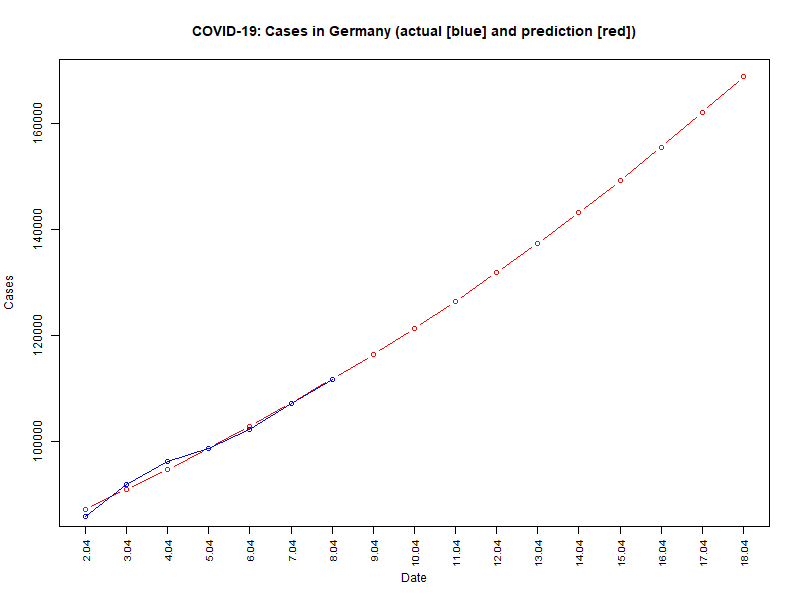 COVID-19: Cases in Germany (actual [blue] and prediction [red])
Cases
160000
140000
120000
100000
2.04 3.04 4.04 5.04 6.04 7.04 8.04 9.04 10.04 11.04 12.04 13.04 14.04 15.04 16.04 17.04 18.04
Date